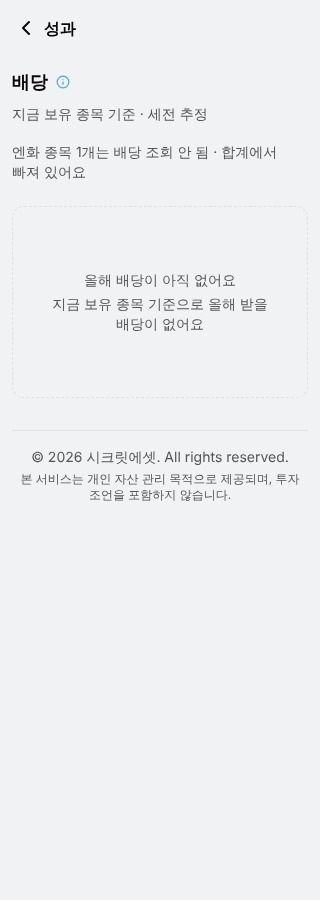 성과
배당
지금 보유 종목 기준 · 세전 추정
엔화 종목 1개는 배당 조회 안 됨 · 합계에서
빠져 있어요
올해 배당이 아직 없어요
지금 보유 종목 기준으로 올해 받을
배당이 없어요
© 2026 시크릿에셋. All rights reserved.
본 서비스는 개인 자산 관리 목적으로 제공되며, 투자
조언을 포함하지 않습니다.